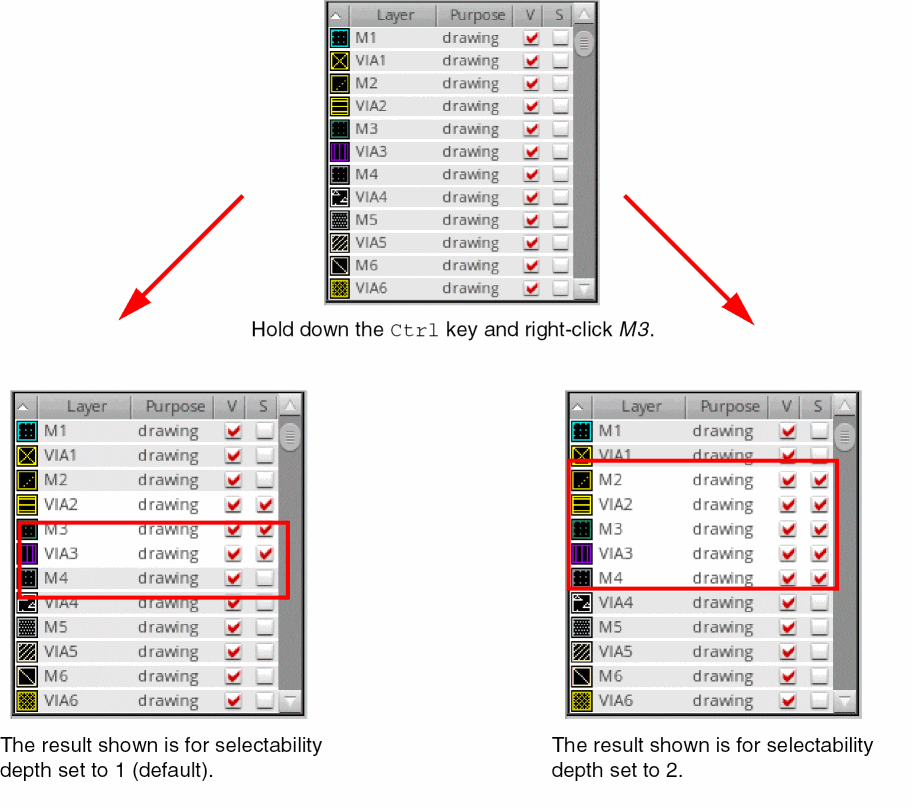 Layer Purpose V S
M1 drawing
VIA1 drawing
M2 drawing
VIA2 drawing
M3 drawing
VIA3 drawing
M4 drawing
VIA4 drawing
M5 drawing
VIA5 drawing
M6 drawing
VIA6 drawing
Hold down the Ctrl key and right-click M3.
Layer Purpose V S
M1 drawing
VIA1 drawing
M2 drawing
VIA2 drawing
M3 drawing
VIA3 drawing
M4 drawing
VIA4 drawing
M5 drawing
VIA5 drawing
M6 drawing
VIA6 drawing
The result shown is for selectability
depth set to 1 (default).
Layer Purpose V S
M1 drawing
VIA1 drawing
M2 drawing
VIA2 drawing
M3 drawing
VIA3 drawing
M4 drawing
VIA4 drawing
M5 drawing
VIA5 drawing
M6 drawing
VIA6 drawing
The result shown is for selectability
depth set to 2.